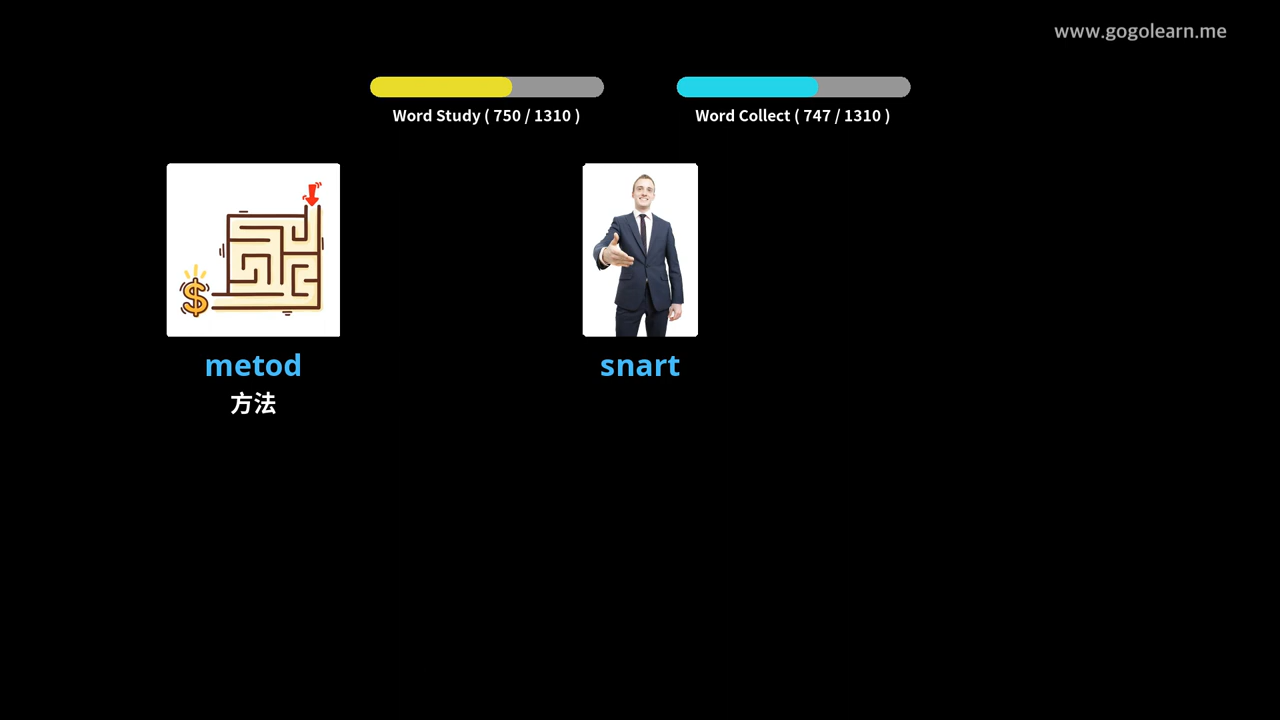 www.gogolearn.me
Word Study ( 750 / 1310 )
Word Collect ( 747 / 1310 )
$
metod
snart
方法